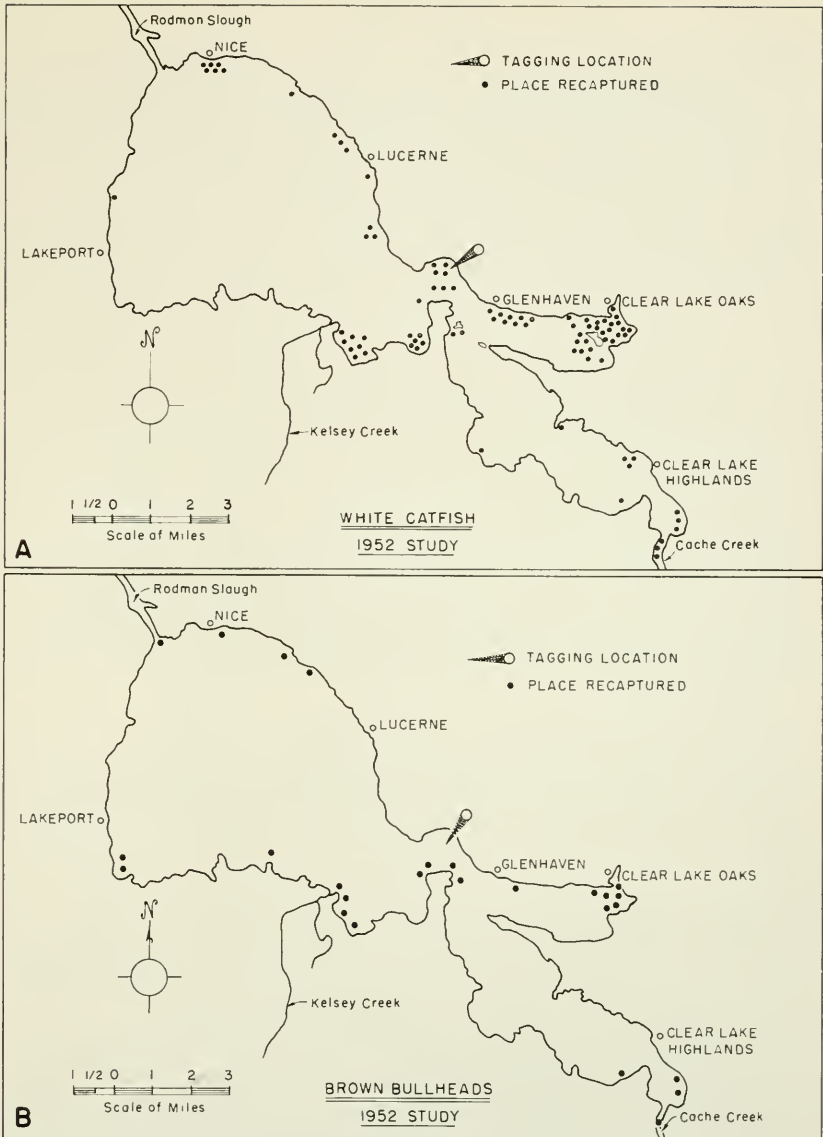 Rodman Slough
NICE
TAGGING LOCATION
PLACE RECAPTURED
LUCERNE
LAKEPORT
GLENHAVEN
CLEAR LAKE OAKS
N
Kelsey Creek
CLEAR LAKE
HIGHLANDS
1 1/2 0 1 2 3
Scale of Miles
WHITE CATFISH
1952 STUDY
Cache Creek
A
Rodman Slough
NICE
TAGGING LOCATION
PLACE RECAPTURED
LUCERNE
LAKEPORT
GLENHAVEN
CLEAR LAKE OAKS
N
Kelsey Creek
CLEAR LAKE
HIGHLANDS
1 1/2 0 1 2 3
Scale of Miles
BROWN BULLHEADS
1952 STUDY
Cache Creek
B